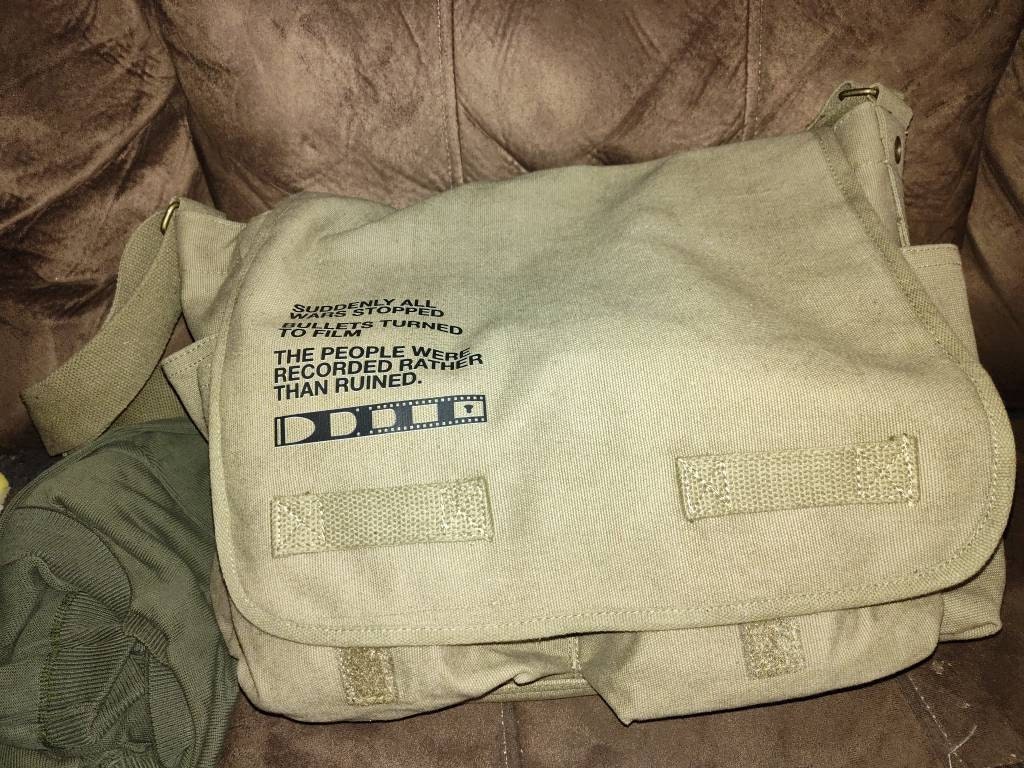 SUDDENLY ALL
WARS STOPPED
BULLETS TURNED
TO FILM
THE PEOPLE WERE
RECORDED RATHER
THAN RUINED.